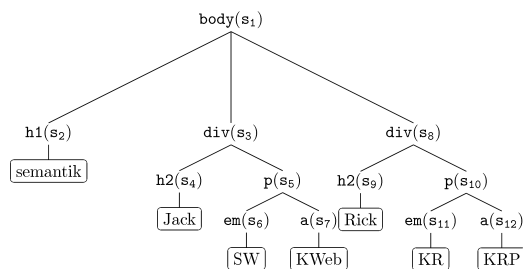 body(s₁)
h1(s₂) div(s₃) div(s₈)
semantik h2(s₄) p(s₅) h2(s₉) p(s₁₀)
Jack em(s₆) a(s₇) Rick em(s₁₁) a(s₁₂)
SW KWeb KR KRP